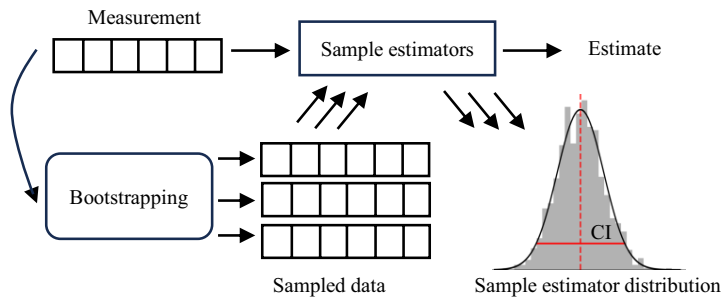 Measurement
Sample estimators
Estimate
Bootstrapping
CI
Sampled data
Sample estimator distribution